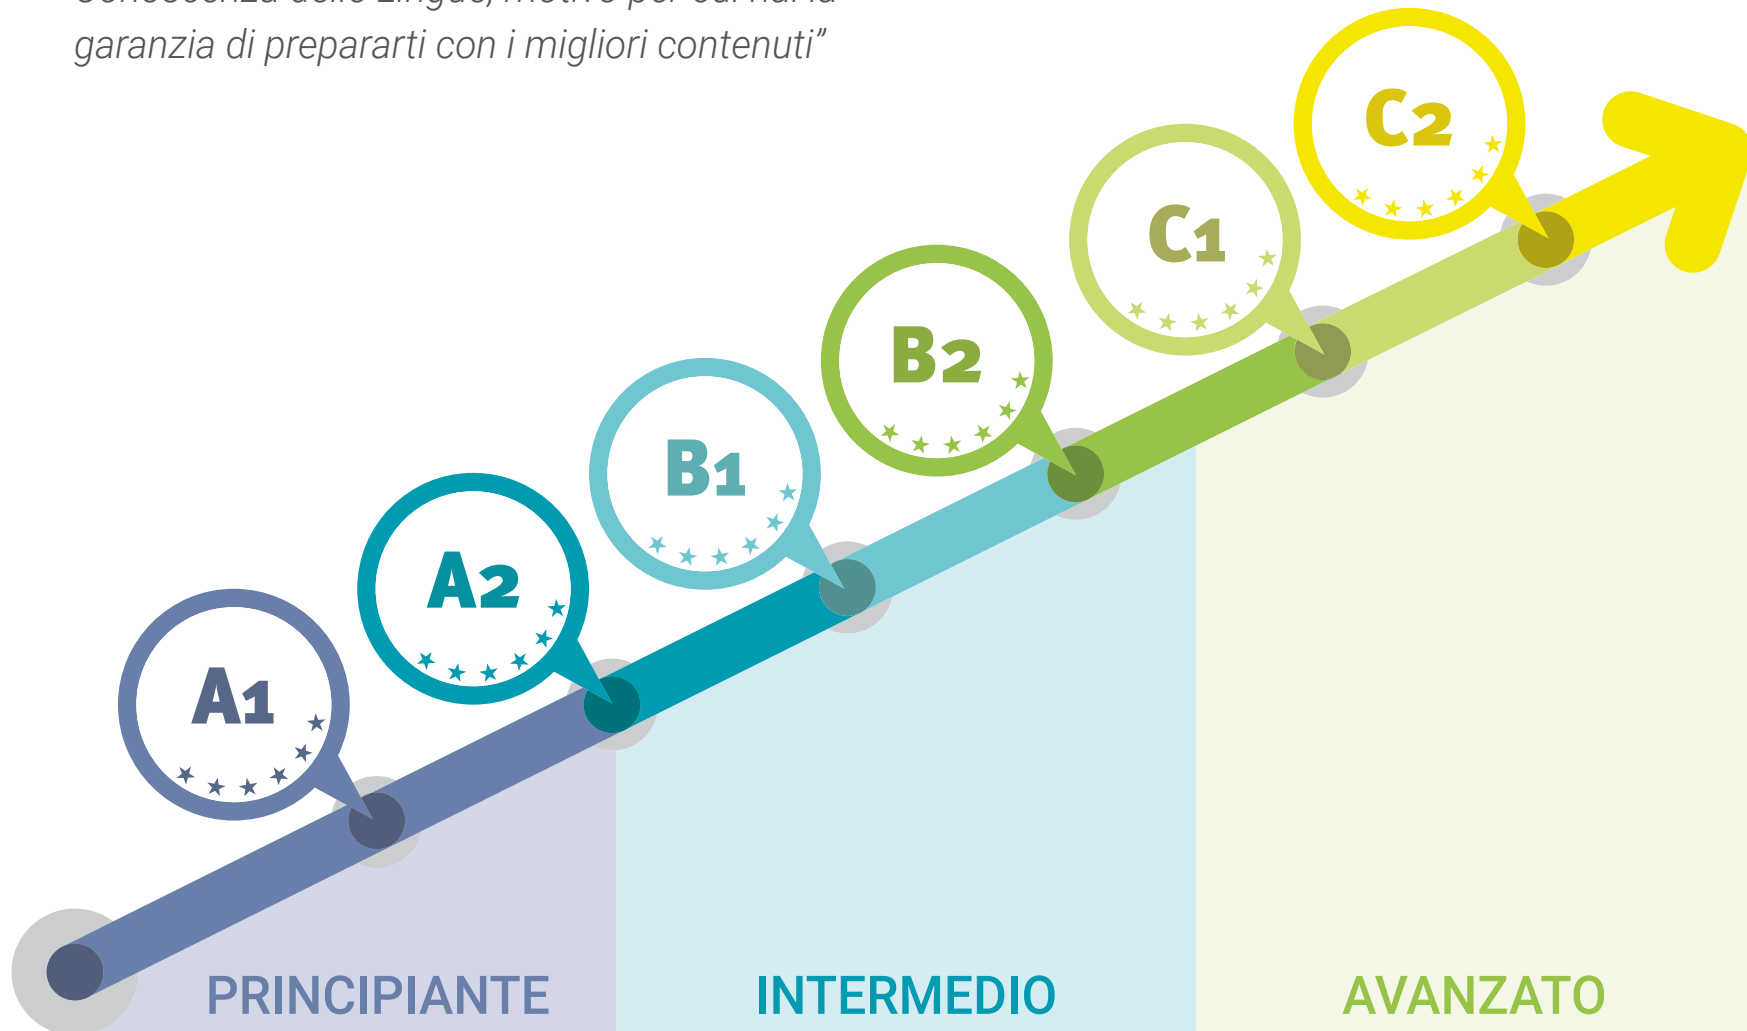 garanzia di prepararti con i migliori contenuti”
C2
C1
B2
B1
A2
A1
PRINCIPIANTE INTERMEDIO AVANZATO